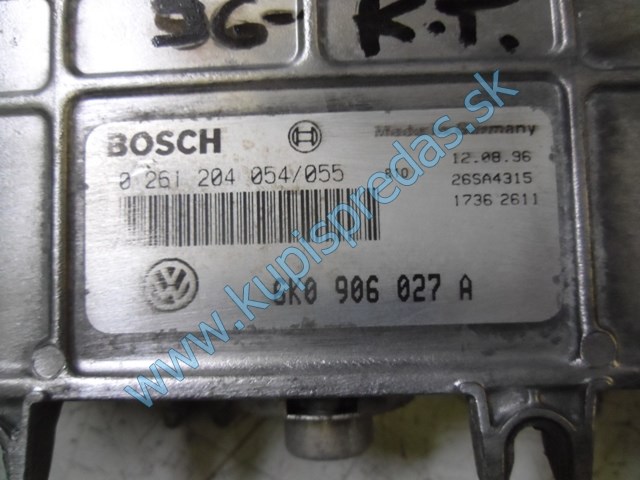 96- K.T.
BOSCH Made in Germany
0 261 204 054/055 810 12.08.96
26SA4315
1736 2611
6K0 906 027 A
www.kupispredas.sk